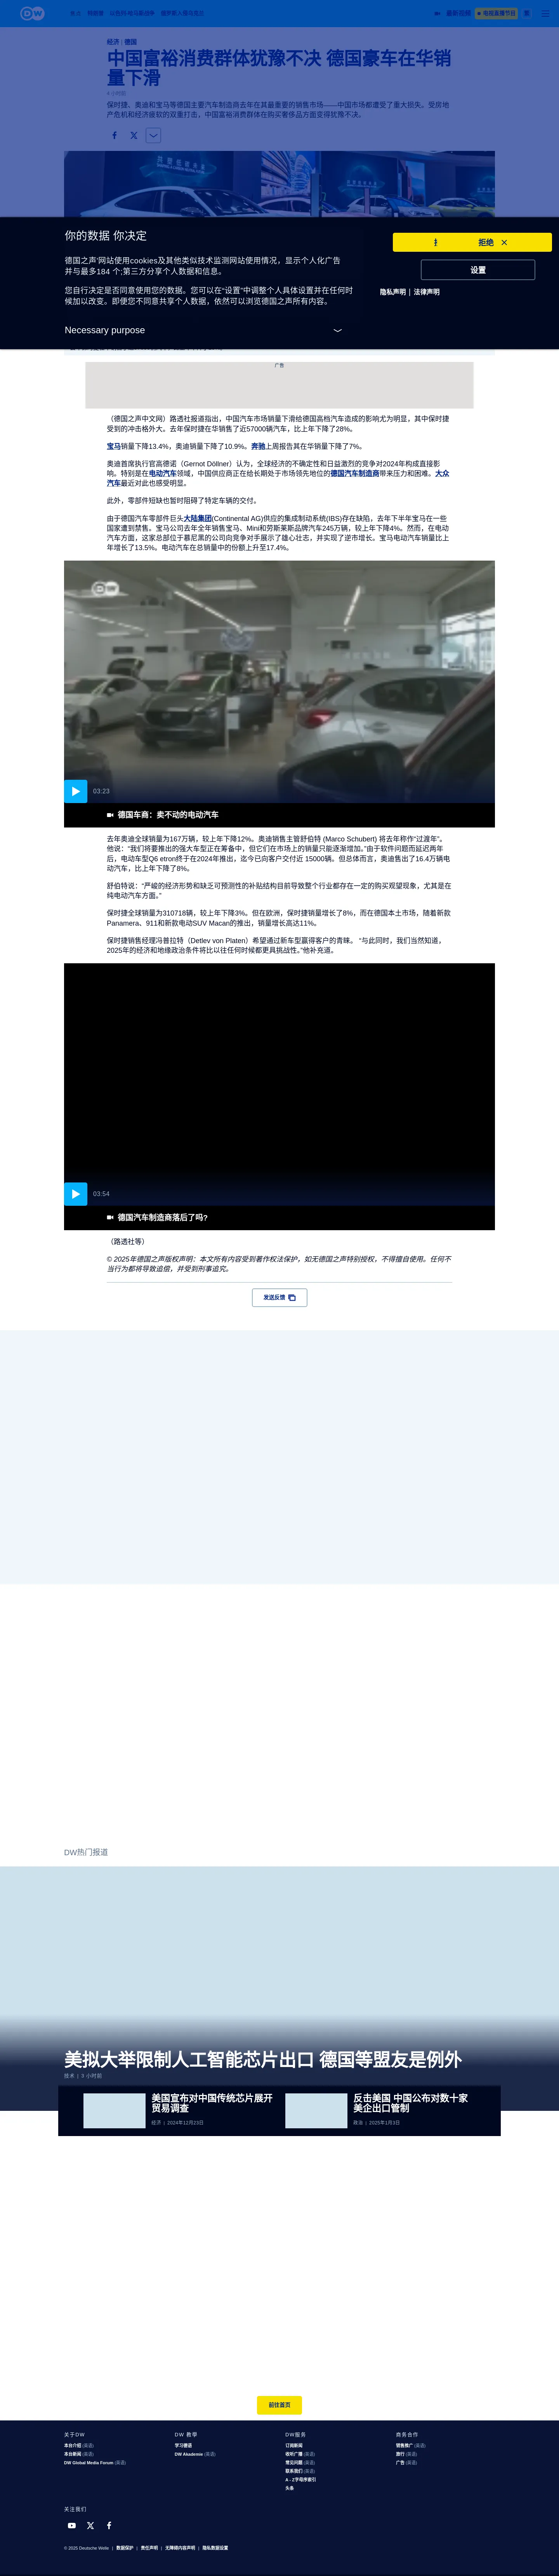 DW
最新视频
电视直播节目
经济 | 德国
中国富裕消费群体犹豫不决 德国豪车在华销
量下滑
4 小时前
保时捷、奥迪和宝马等德国主要汽车制造商去年在其最重要的销售市场——中国市场都遭受了重大损失。受房地
产危机和经济疲软的双重打击，中国富裕消费群体在购买奢侈品方面变得犹豫不决。
你的数据 你决定
德国之声'网站使用cookies及其他类似技术监测网站使用情况，显示个人化广告
并与最多184 个;第三方分享个人数据和信息。
您自行决定是否同意使用您的数据。您可以在"设置"中调整个人具体设置并在任何时
候加以改变。即便您不同意共享个人数据，依然可以浏览德国之声所有内容。
Necessary purpose
拒绝
设置
隐私声明 | 法律声明
广告
（德国之声中文网）路透社报道指出，中国汽车市场销量下滑给德国高档汽车造成的影响尤为明显，其中保时捷
受到的冲击格外大。去年保时捷在华销售了近57000辆汽车，比上年下降了28%。
宝马销量下降13.4%，奥迪销量下降了10.9%。奔驰上周报告其在华销量下降了7%。
奥迪首席执行官高德诺（Gernot Döllner）认为，全球经济的不确定性和日益激烈的竞争对2024年构成直接影
响。特别是在电动汽车领域，中国供应商正在给长期处于市场领先地位的德国汽车制造商带来压力和困难。大众
汽车最近对此也感受明显。
此外，零部件短缺也暂时阻碍了特定车辆的交付。
由于德国汽车零部件巨头大陆集团(Continental AG)供应的集成制动系统(IBS)存在缺陷，去年下半年宝马在一些
国家遭到禁售。宝马公司去年全年销售宝马、Mini和劳斯莱斯品牌汽车245万辆，较上年下降4%。然而，在电动
汽车方面，这家总部位于慕尼黑的公司向竞争对手展示了雄心壮志，并实现了逆市增长。宝马电动汽车销量比上
年增长了13.5%。电动汽车在总销量中的份额上升至17.4%。
DW
03:23
德国车商：卖不动的电动汽车
去年奥迪全球销量为167万辆，较上年下降12%。奥迪销售主管舒伯特 (Marco Schubert) 将去年称作"过渡年"。
他说："我们将要推出的强大车型正在筹备中，但它们在市场上的销量只能逐渐增加。"由于软件问题而延迟两年
后，电动车型Q6 etron终于在2024年推出，迄今已向客户交付近 15000辆。但总体而言，奥迪售出了16.4万辆电
动汽车，比上年下降了8%。
舒伯特说："严峻的经济形势和缺乏可预测性的补贴结构目前导致整个行业都存在一定的购买观望现象，尤其是在
纯电动汽车方面。"
保时捷全球销量为310718辆，较上年下降3%。但在欧洲，保时捷销量增长了8%，而在德国本土市场，随着新款
Panamera、911和新款电动SUV Macan的推出，销量增长高达11%。
保时捷销售经理冯普拉特（Detlev von Platen）希望通过新车型赢得客户的青睐。 "与此同时，我们当然知道，
2025年的经济和地缘政治条件将比以往任何时候都更具挑战性。"他补充道。
03:54
德国汽车制造商落后了吗?
（路透社等）
© 2025年德国之声版权声明：本文所有内容受到著作权法保护，如无德国之声特别授权，不得擅自使用。任何不
当行为都将导致追偿，并受到刑事追究。
发送反馈
DW热门报道
美拟大举限制人工智能芯片出口 德国等盟友是例外
技术 | 3 小时前
美国宣布对中国传统芯片展开
贸易调查
经济 | 2024年12月23日
反击美国 中国公布对数十家
美企出口管制
政治 | 2025年1月3日
前往首页
关于DW
本台介绍 (英语)
本台新闻 (英语)
DW Global Media Forum (英语)
DW 教学
学习德语
DW Akademie (英语)
DW服务
订阅新闻
收听广播 (英语)
常见问题 (英语)
联系我们 (英语)
A - Z字母序索引
头条
商务合作
销售推广 (英语)
旅行 (英语)
广告 (英语)
关注我们
© 2025 Deutsche Welle | 数据保护 | 责任声明 | 无障碍内容声明 | 隐私数据设置